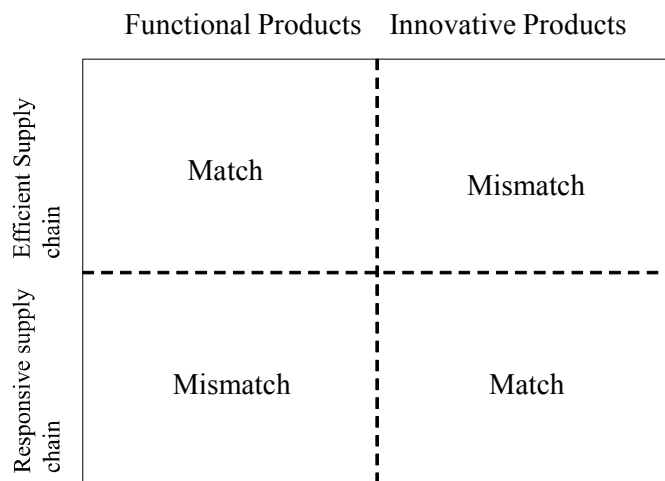 Functional Products Innovative Products
Efficient Supply
chain
Match
Mismatch
Responsive supply
chain
Mismatch
Match